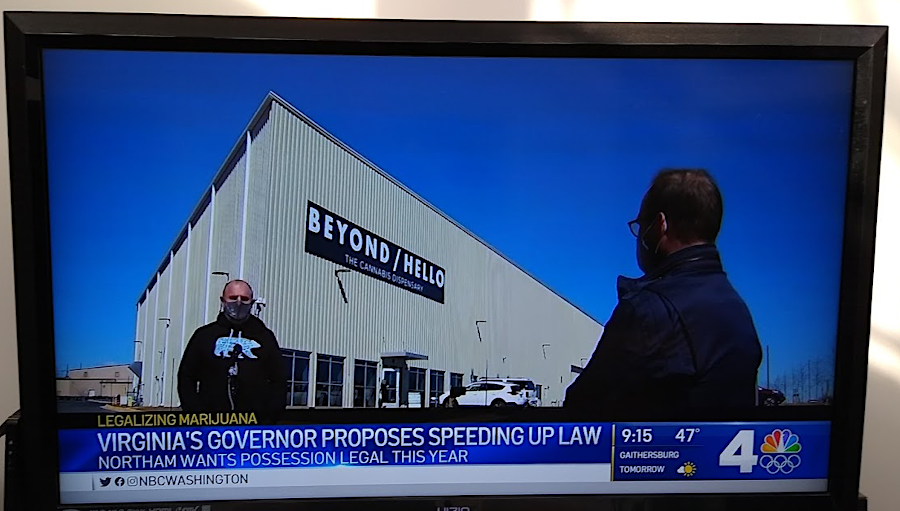 BEYOND / HELLO
THE CANNABIS DISPENSARY
LEGALIZING MARIJUANA
VIRGINIA'S GOVERNOR PROPOSES SPEEDING UP LAW
NORTHAM WANTS POSSESSION LEGAL THIS YEAR
NBCWASHINGTON
9:15 47°
GAITHERSBURG
TOMORROW
4
VIZIO